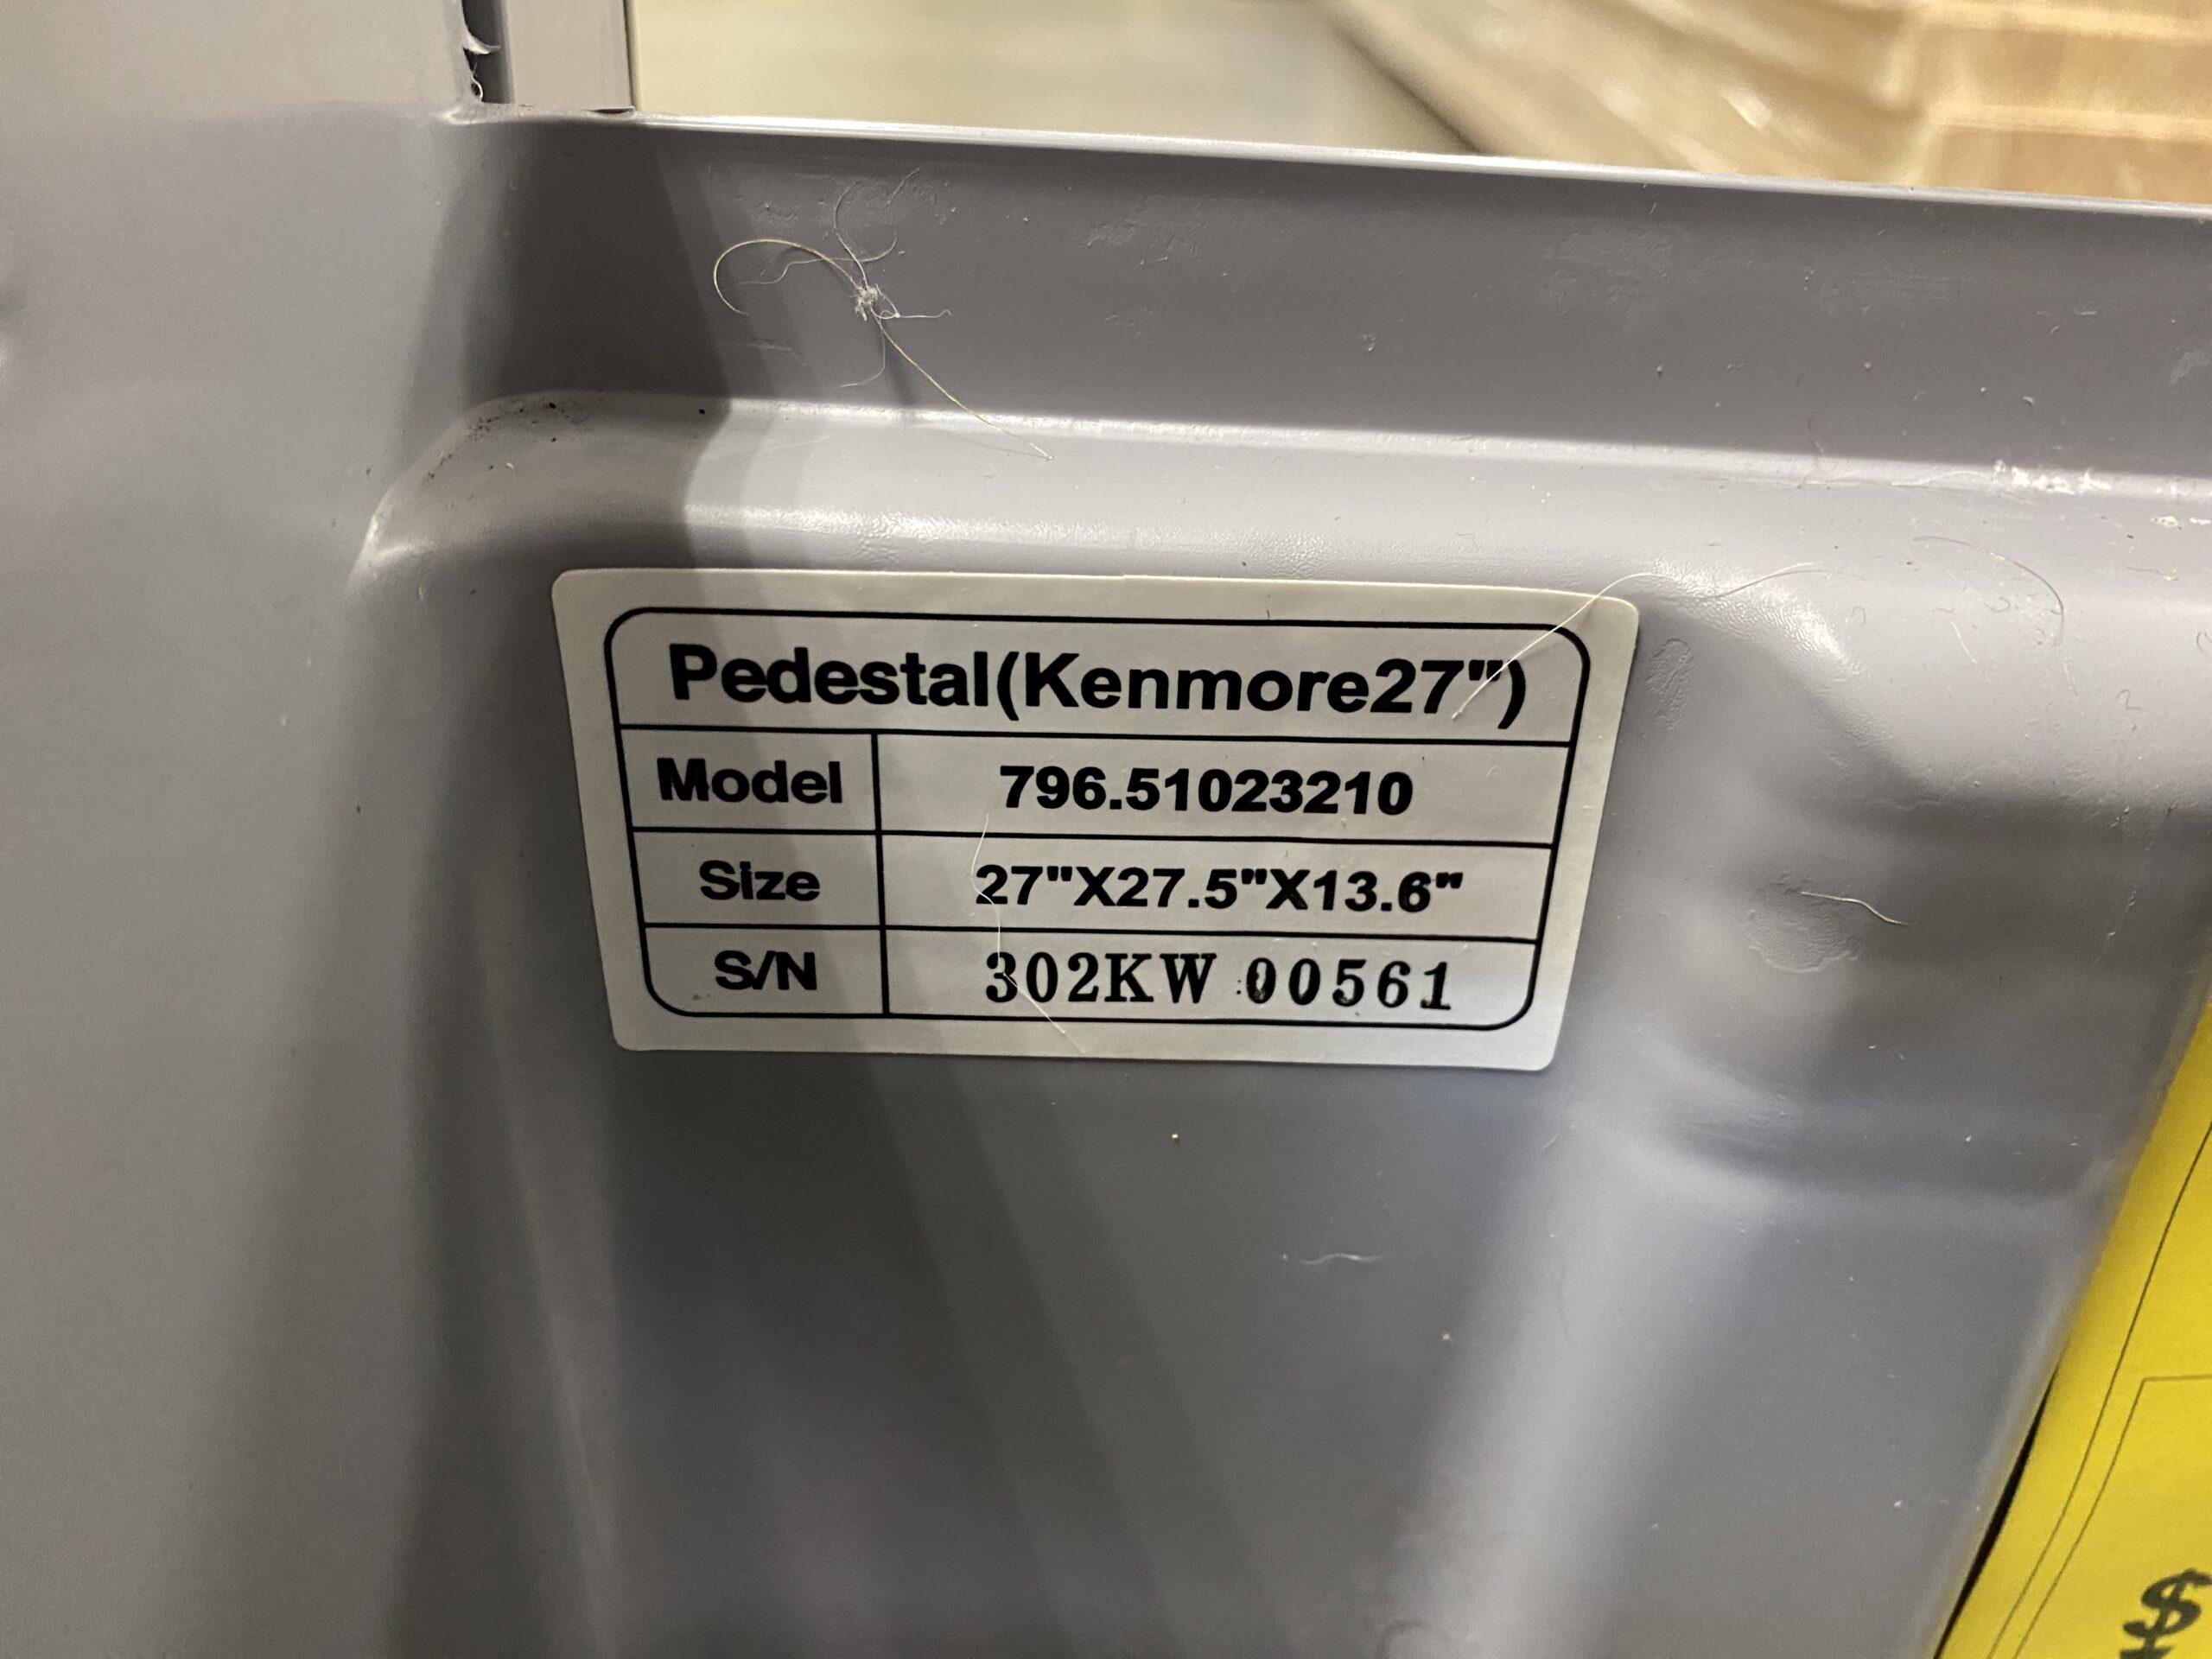 Pedestal(Kenmore27")
Model 796.51023210
Size 27"X27.5"X13.6"
S/N 302KW 00561
$